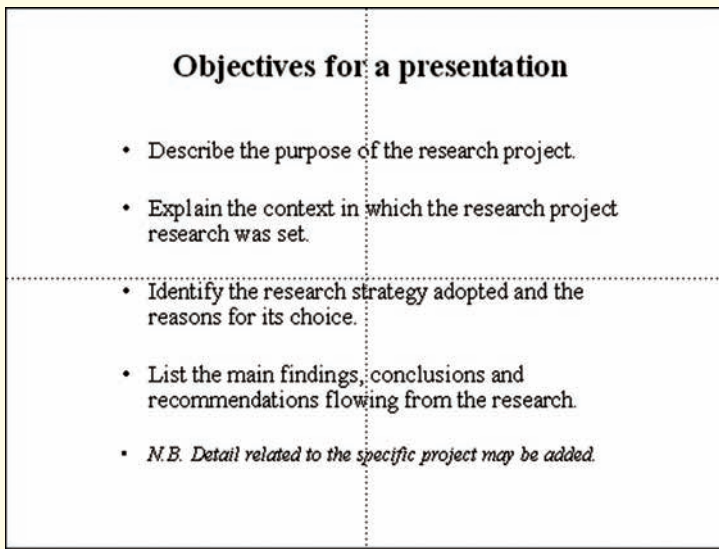 Objectives for a presentation
• Describe the purpose of the research project.
• Explain the context in which the research project
research was set.
• Identify the research strategy adopted and the
reasons for its choice.
• List the main findings, conclusions and
recommendations flowing from the research.
• N.B. Detail related to the specific project may be added.